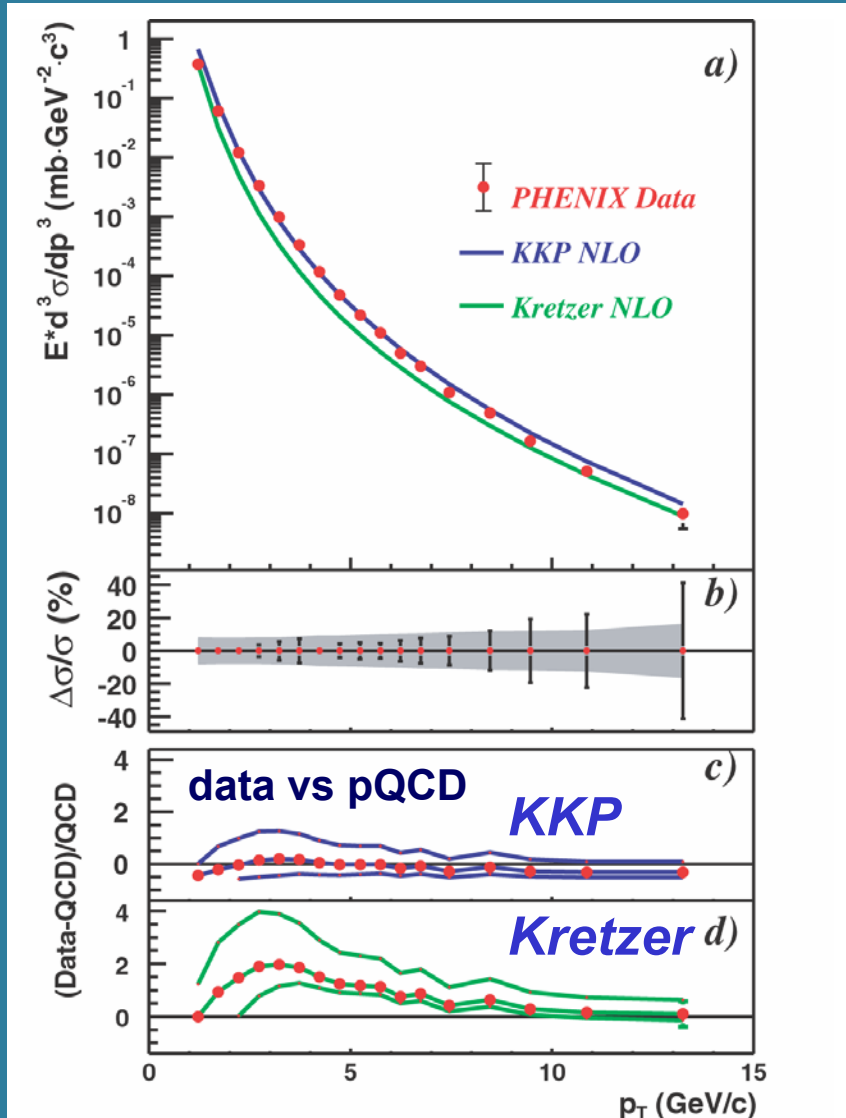 a)
E*d³σ/dp³ (mb·GeV⁻²·c³)
1
10⁻¹
10⁻²
10⁻³
10⁻⁴
10⁻⁵
10⁻⁶
10⁻⁷
10⁻⁸
PHENIX Data
KKP NLO
Kretzer NLO
b)
Δσ/σ (%)
40
20
0
-20
-40
c)
(Data-QCD)/QCD
4
2
0
data vs pQCD
KKP
d)
4
2
0
Kretzer
0 5 10 15
p_T (GeV/c)